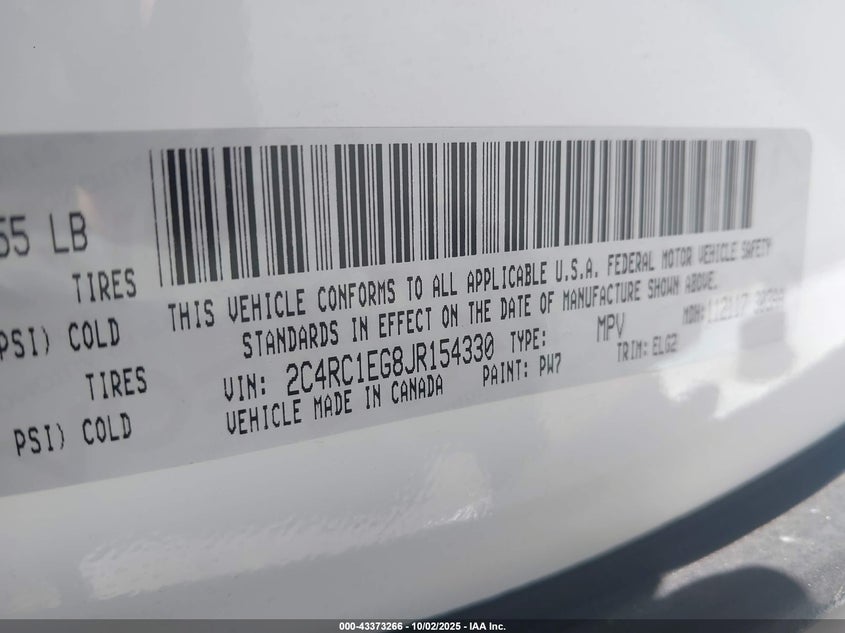 55 LB
TIRES
PSI) COLD
TIRES
PSI) COLD
THIS VEHICLE CONFORMS TO ALL APPLICABLE U.S.A. FEDERAL MOTOR VEHICLE SAFETY
STANDARDS IN EFFECT ON THE DATE OF MANUFACTURE SHOWN ABOVE.
MDH:
VIN: 2C4RC1EG8JR154330 TYPE: MPV
VEHICLE MADE IN CANADA PAINT: PW7 TRIM: ELG2
000-43373266 - 10/02/2025 - IAA Inc.